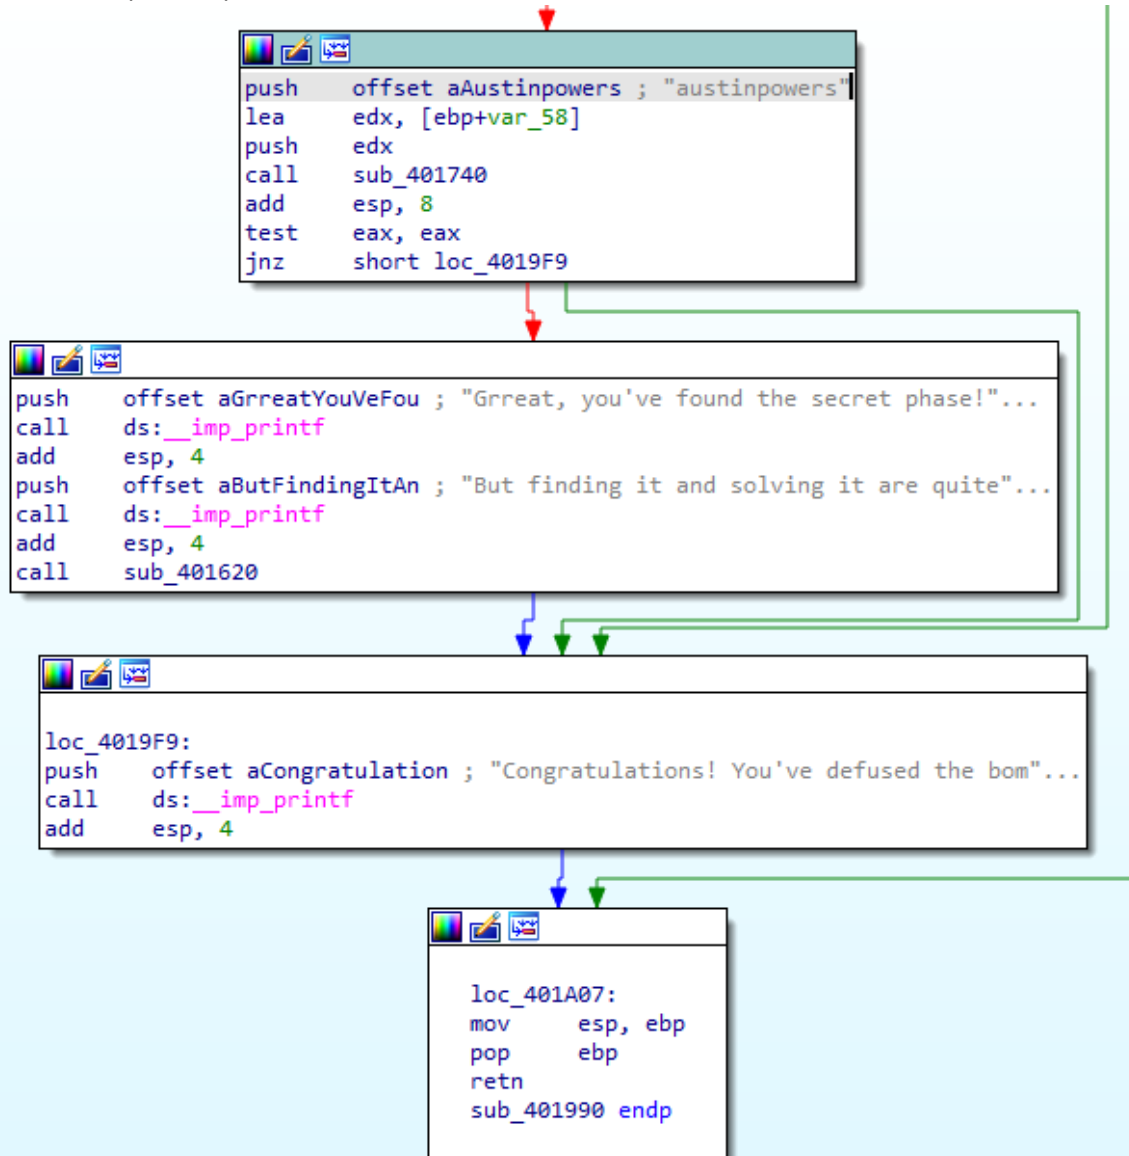 push offset aAustinpowers ; "austinpowers"
lea edx, [ebp+var_58]
push edx
call sub_401740
add esp, 8
test eax, eax
jnz short loc_4019F9
push offset aGrreatYouVeFou ; "Grreat, you've found the secret phase!"...
call ds:__imp_printf
add esp, 4
push offset aButFindingItAn ; "But finding it and solving it are quite"...
call ds:__imp_printf
add esp, 4
call sub_401620
loc_4019F9:
push offset aCongratulation ; "Congratulations! You've defused the bom"...
call ds:__imp_printf
add esp, 4
loc_401A07:
mov esp, ebp
pop ebp
retn
sub_401990 endp